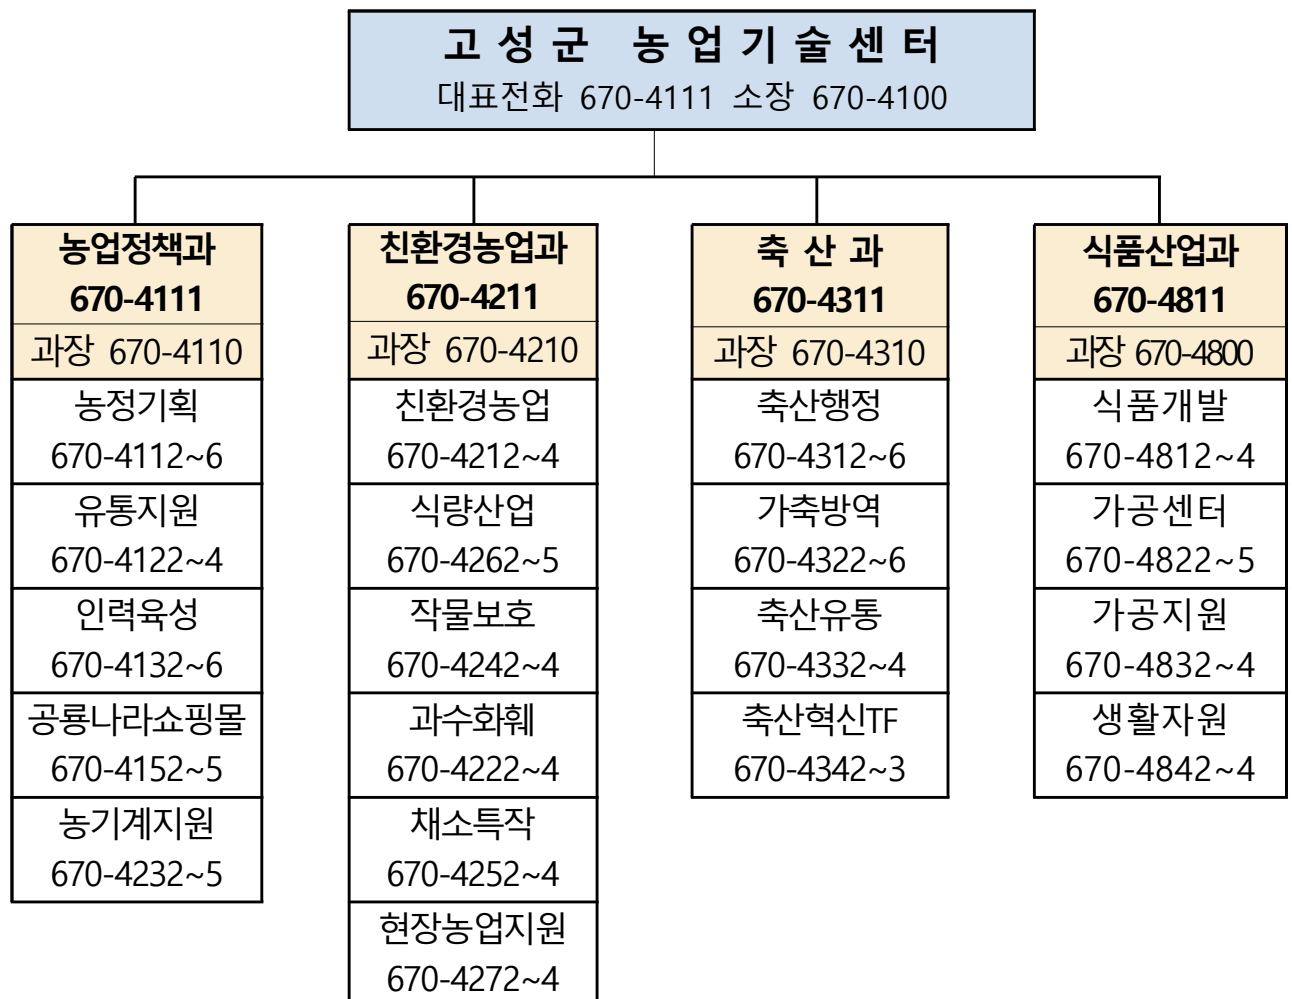 고성군 농업기술센터
대표전화 670-4111 소장 670-4100
농업정책과
670-4111
과장 670-4110
농정기획
670-4112~6
유통지원
670-4122~4
인력육성
670-4132~6
공룡나라쇼핑몰
670-4152~5
농기계지원
670-4232~5
친환경농업과
670-4211
과장 670-4210
친환경농업
670-4212~4
식량산업
670-4262~5
작물보호
670-4242~4
과수화훼
670-4222~4
채소특작
670-4252~4
현장농업지원
670-4272~4
축 산 과
670-4311
과장 670-4310
축산행정
670-4312~6
가축방역
670-4322~6
축산유통
670-4332~4
축산혁신TF
670-4342~3
식품산업과
670-4811
과장 670-4800
식품개발
670-4812~4
가공센터
670-4822~5
가공지원
670-4832~4
생활자원
670-4842~4